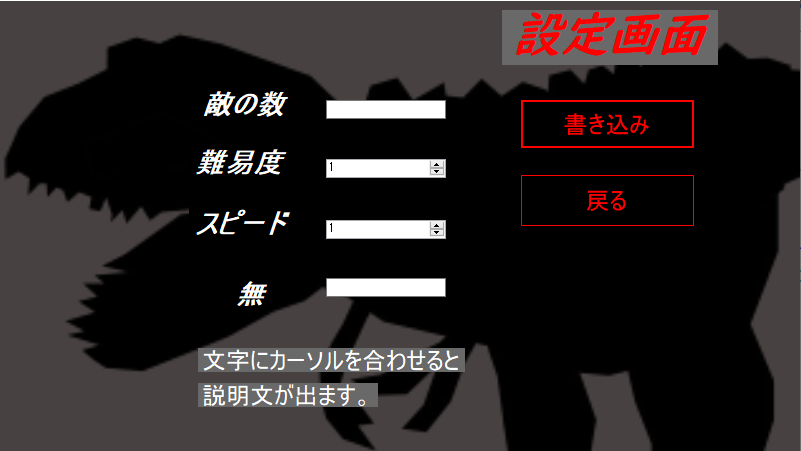 設定画面
敵の数
難易度
1
スピード
1
無
書き込み
戻る
文字にカーソルを合わせると
説明文が出ます。